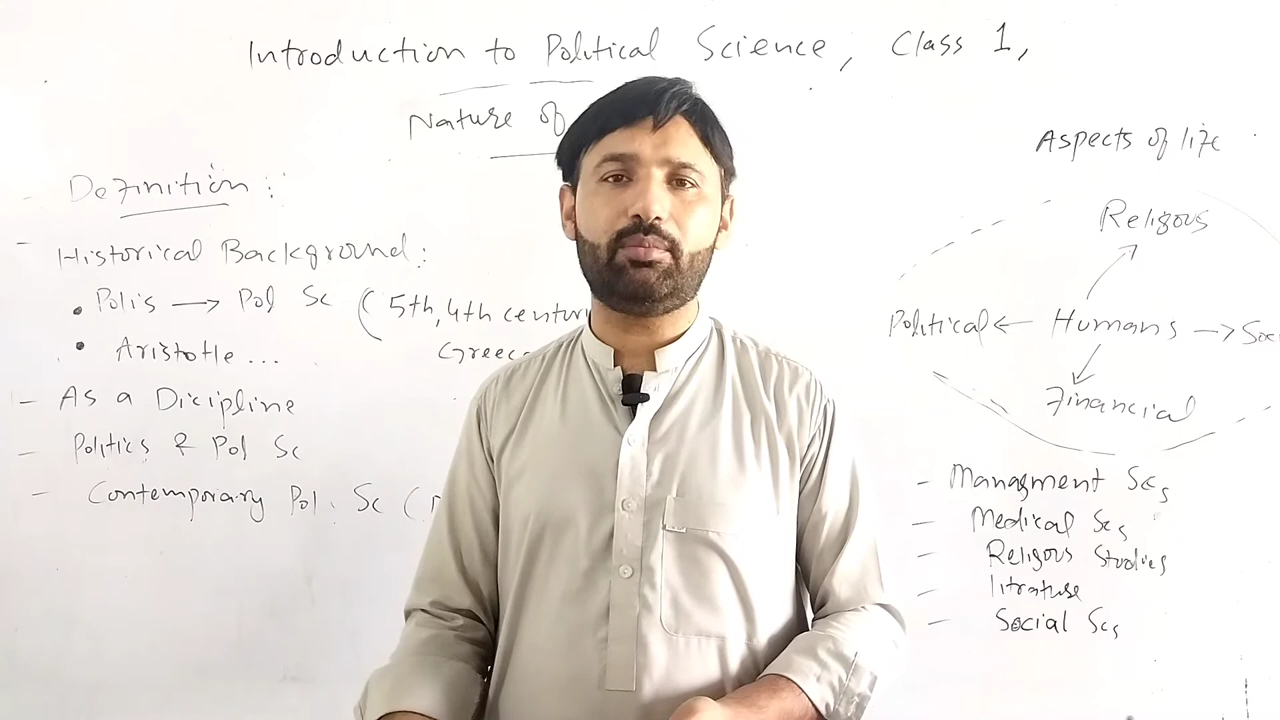 Introduction to Political Science, Class 1,
Nature of
Definition:
Historical Background:
• Polis → Pol Sc (5th, 4th centur
Greec
• Aristotle ...
- As a Dicipline
- Politics & Pol Sc
- Contemporary Pol. Sc (
Aspects of life
Religous
Political ← Humans → Soci
Financial
- Managment Scs
- Medical Scs
- Religous Studies
- litrature
- Social Scs